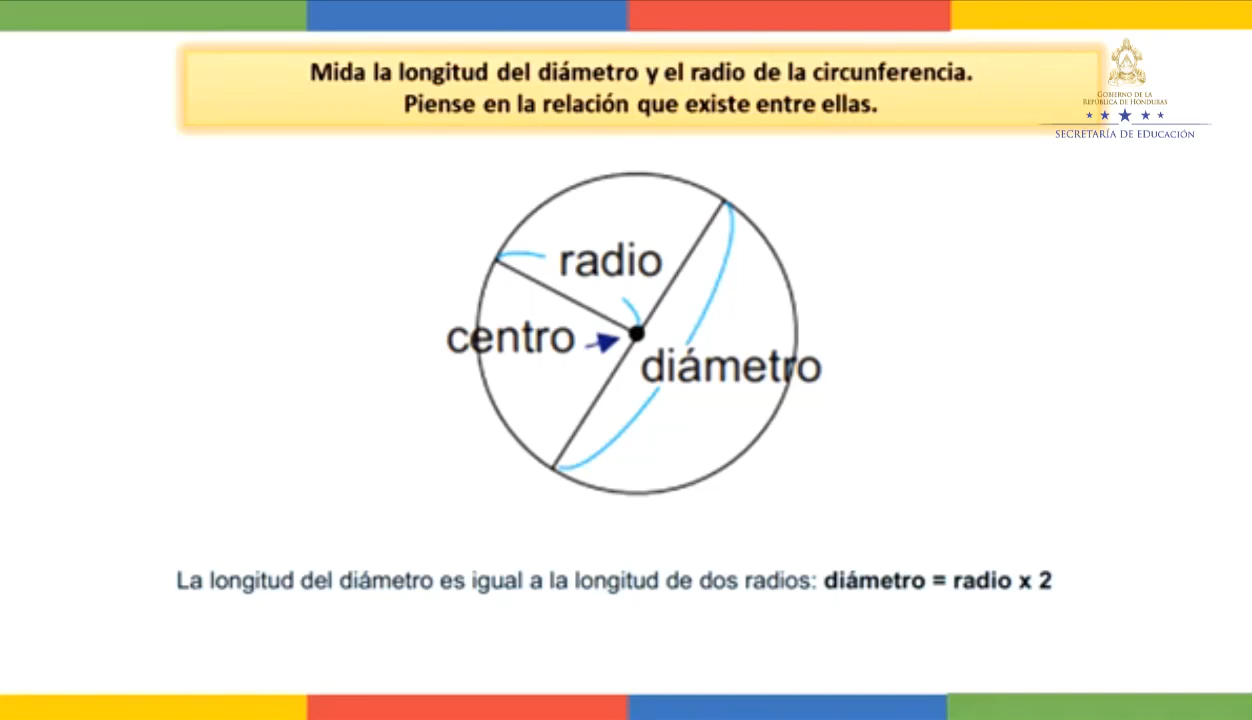 Mida la longitud del diámetro y el radio de la circunferencia.
Piense en la relación que existe entre ellas.
GOBIERNO DE LA
REPÚBLICA DE HONDURAS
SECRETARÍA DE EDUCACIÓN
radio
centro
diámetro
La longitud del diámetro es igual a la longitud de dos radios: diámetro = radio x 2